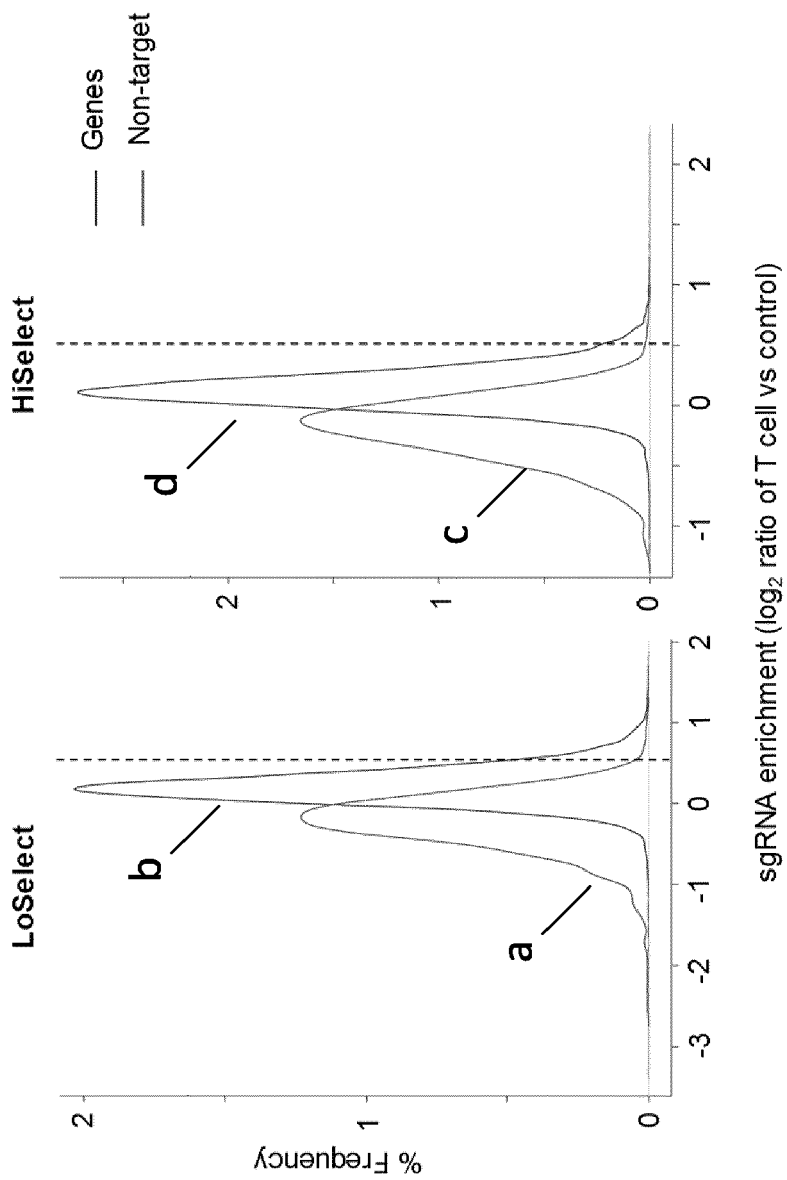 LoSelect
HiSelect
Genes
Non-target
% Frequency
2
1
0
-3
-2
-1
0
1
2
a
b
2
1
0
-1
0
1
2
c
d
sgRNA enrichment (log₂ ratio of T cell vs control)